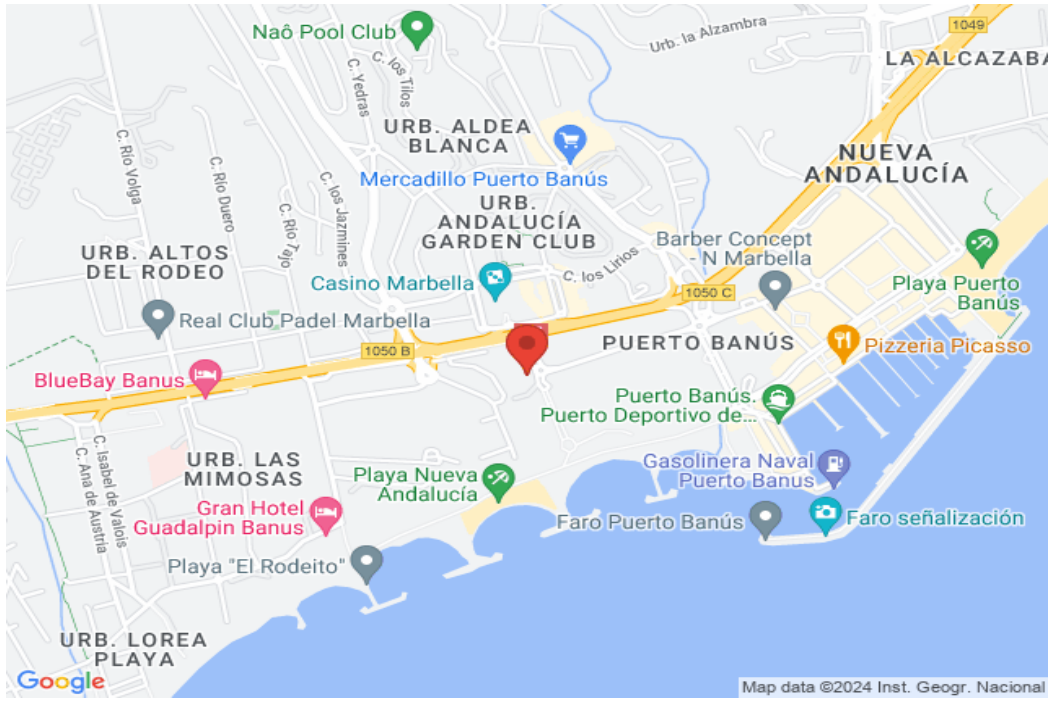 Naô Pool Club
Urb. la Alzambra
1049
LA ALCAZABA
C. los Tilos
C. Yedras
URB. ALDEA
BLANCA
Mercadillo Puerto Banús
NUEVA
ANDALUCÍA
C. Río Volga
C. Río Duero
C. Río Tajo
C. los Jazmines
URB.
ANDALUCÍA
GARDEN CLUB
C. los Lirios
Barber Concept
- N Marbella
URB. ALTOS
DEL RODEO
Casino Marbella
Playa Puerto
Banús
1050 C
Real Club Padel Marbella
1050 B
PUERTO BANÚS
Pizzeria Picasso
BlueBay Banus
Puerto Banús.
Puerto Deportivo de...
C. Isabel de Valois
C. Ana de Austria
URB. LAS
MIMOSAS
Playa Nueva
Andalucía
Gasolinera Naval
Puerto Banus
Gran Hotel
Guadalpin Banus
Faro Puerto Banús
Faro señalización
Playa "El Rodeito"
URB. LOREA
PLAYA
Google
Map data ©2024 Inst. Geogr. Nacional